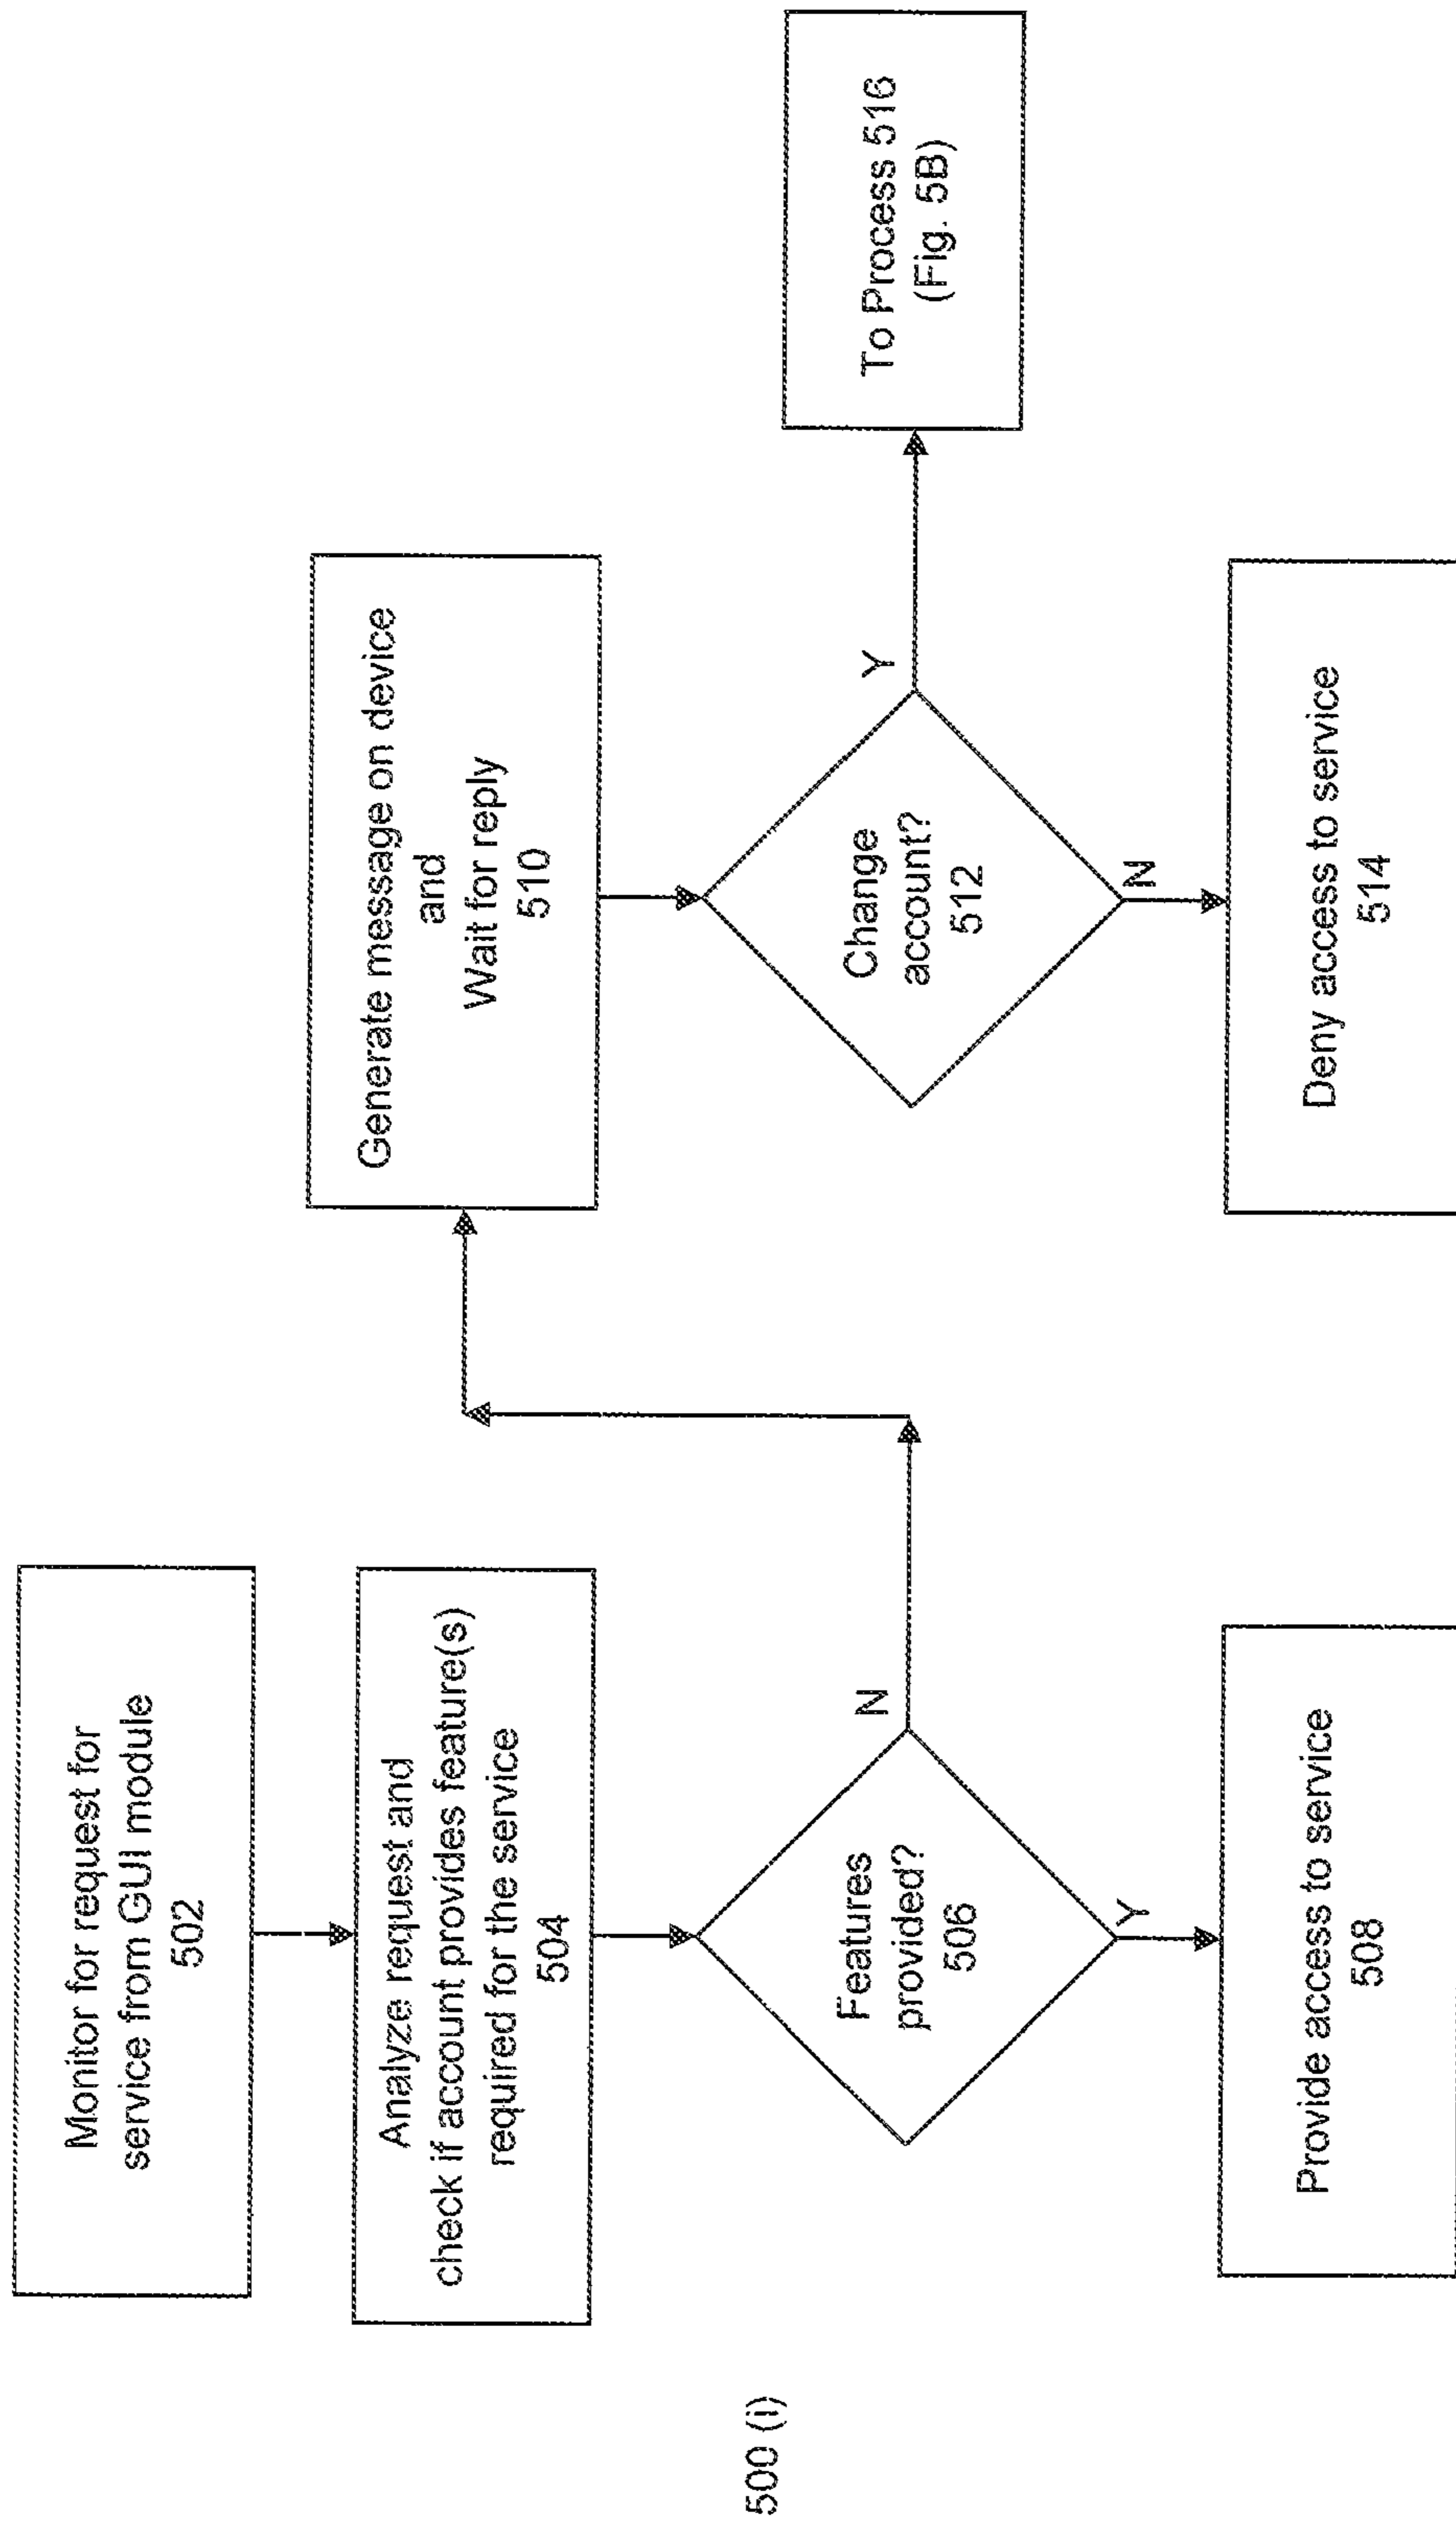 500 (i)
Monitor for request for
service from GUI module
502
Analyze request and
check if account provides feature(s)
required for the service
504
Features
provided?
506
N
Y
Provide access to service
508
Generate message on device
and
Wait for reply
510
Change
account?
512
Y
N
Deny access to service
514
To Process 516
(Fig. 5B)